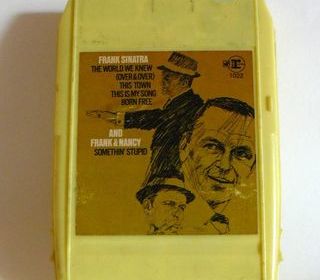 FRANK SINATRA
THE WORLD WE KNEW
(OVER & OVER)
THIS TOWN
THIS IS MY SONG
BORN FREE
1022
AND
FRANK & NANCY
SOMETHIN' STUPID